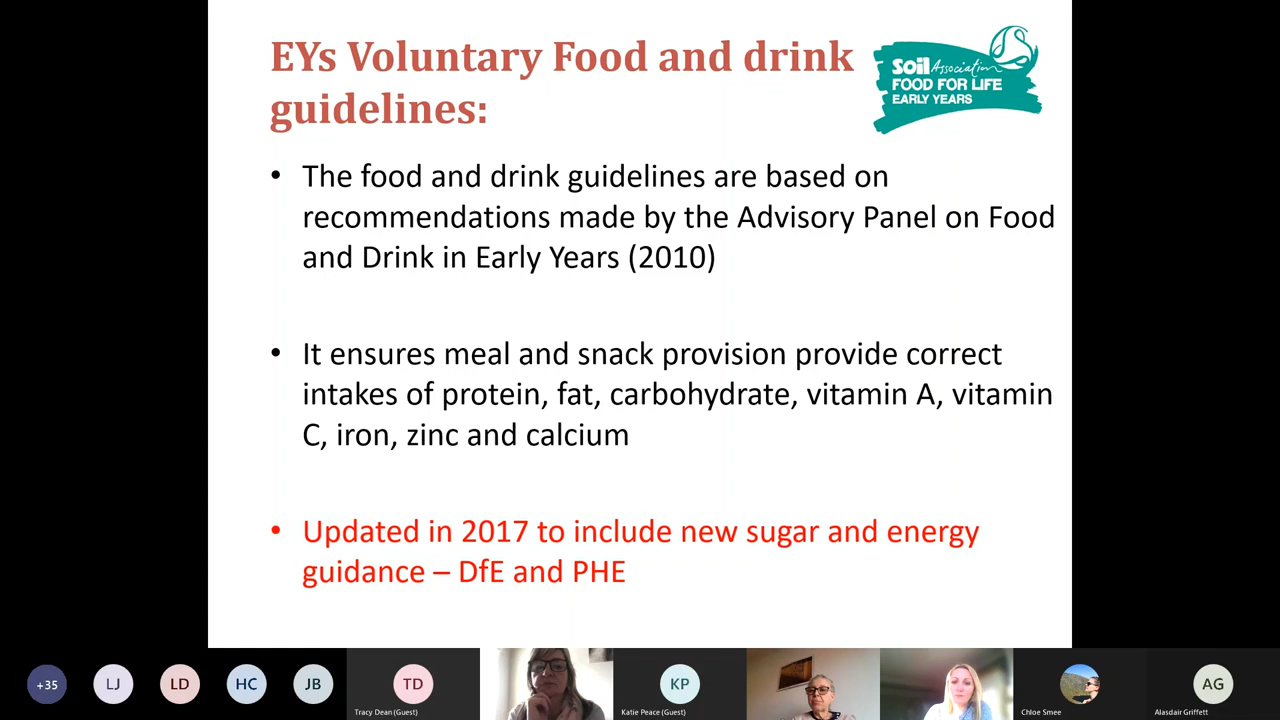 EYs Voluntary Food and drink
guidelines:
Soil Association
FOOD FOR LIFE
EARLY YEARS
• The food and drink guidelines are based on
recommendations made by the Advisory Panel on Food
and Drink in Early Years (2010)
• It ensures meal and snack provision provide correct
intakes of protein, fat, carbohydrate, vitamin A, vitamin
C, iron, zinc and calcium
• Updated in 2017 to include new sugar and energy
guidance – DfE and PHE
+35
LJ
LD
HC
JB
TD
KP
AG
Tracy Dean (Guest)
Katie Peace (Guest)
Chloe Smee
Alasdair Griffett